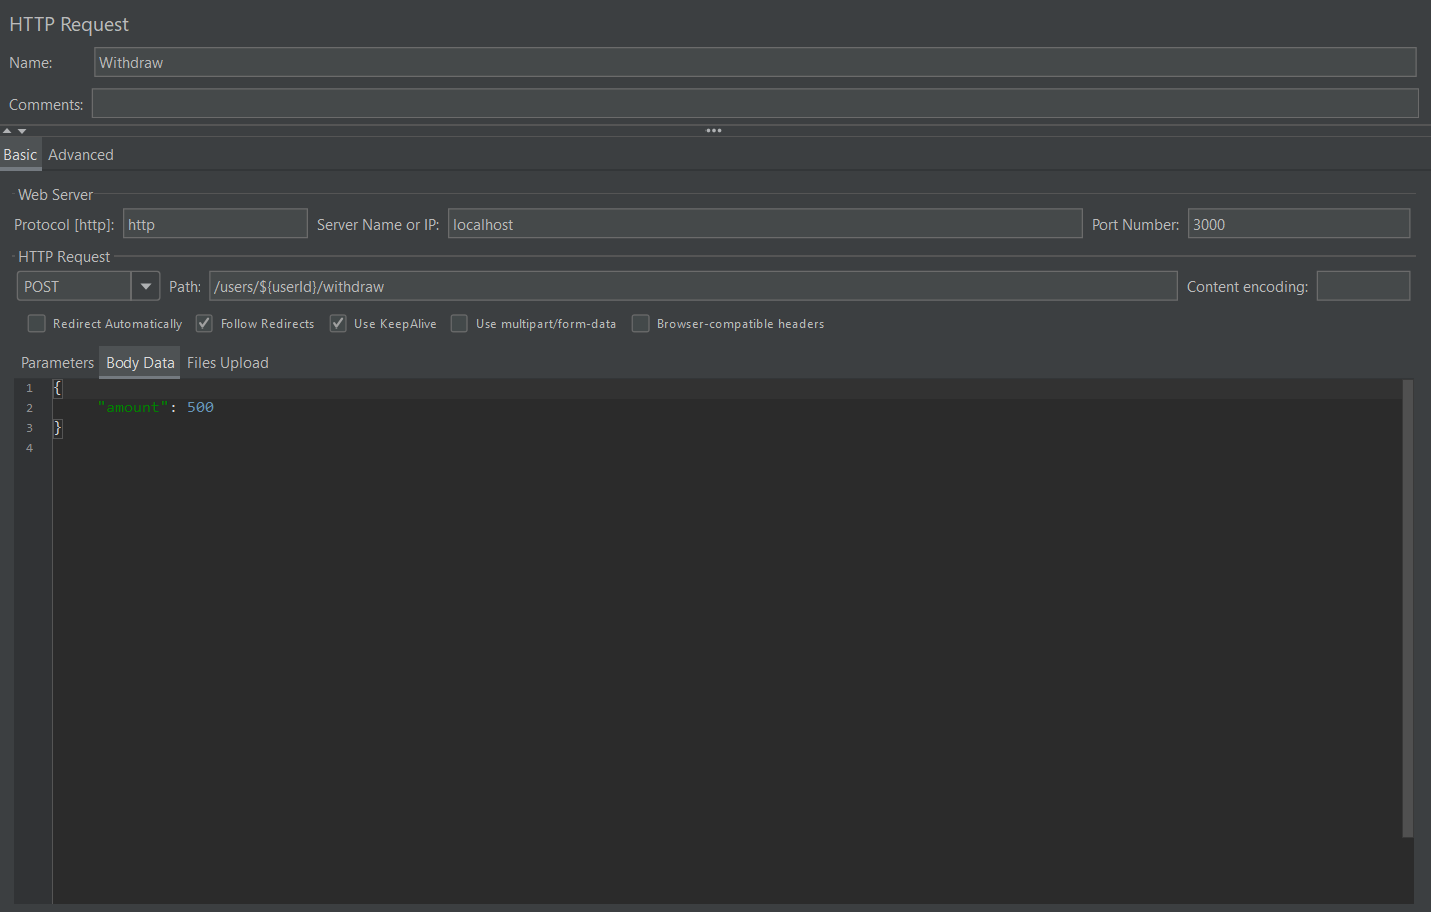 HTTP Request
Name: Withdraw
Comments:
Basic Advanced
Web Server
Protocol [http]: http Server Name or IP: localhost Port Number: 3000
HTTP Request
POST Path: /users/${userId}/withdraw Content encoding:
Redirect Automatically Follow Redirects Use KeepAlive Use multipart/form-data Browser-compatible headers
Parameters Body Data Files Upload
1 {
2 "amount": 500
3 }
4